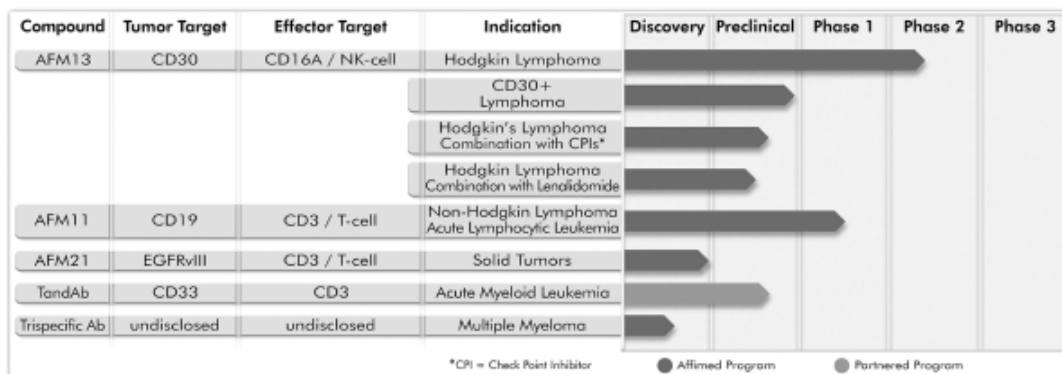 Compound Tumor Target Effector Target Indication Discovery Preclinical Phase 1 Phase 2 Phase 3
AFM13 CD30 CD16A / NK-cell Hodgkin Lymphoma
CD30+
Lymphoma
Hodgkin's Lymphoma
Combination with CPIs*
Hodgkin Lymphoma
Combination with Lenalidomide
AFM11 CD19 CD3 / T-cell Non-Hodgkin Lymphoma
Acute Lymphocytic Leukemia
AFM21 EGFRvIII CD3 / T-cell Solid Tumors
TandAb CD33 CD3 Acute Myeloid Leukemia
Trispecific Ab undisclosed undisclosed Multiple Myeloma
*CPI = Check Point Inhibitor Affimed Program Partnered Program